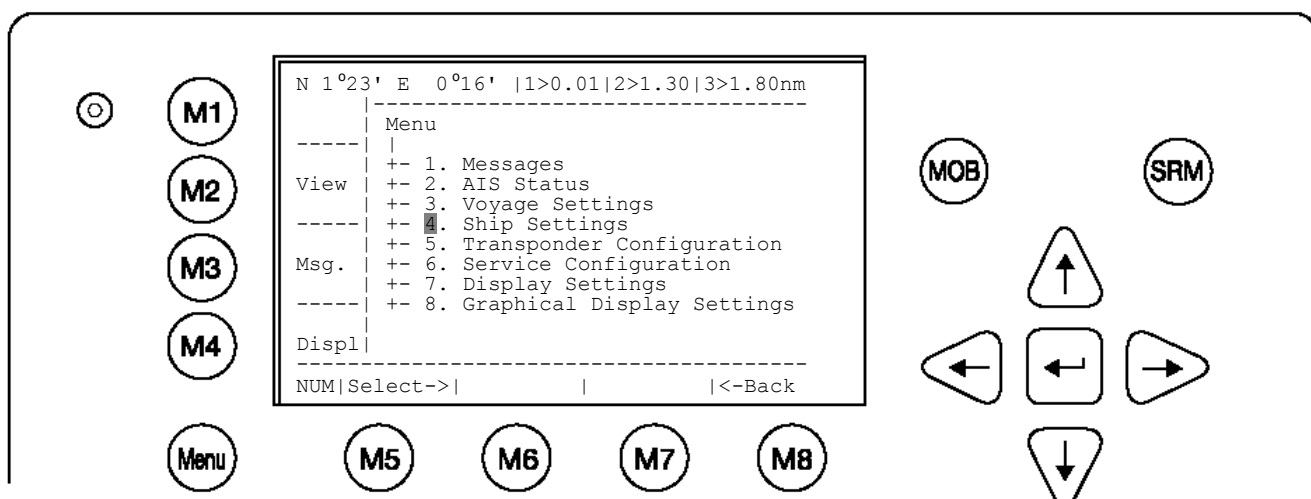 N 1°23' E 0°16' |1>0.01|2>1.30|3>1.80nm
Menu
+- 1. Messages
View | +- 2. AIS Status
+- 3. Voyage Settings
+- 4. Ship Settings
+- 5. Transponder Configuration
Msg. | +- 6. Service Configuration
+- 7. Display Settings
+- 8. Graphical Display Settings
Displ|
NUM|Select->| | |<-Back
M1
M2
M3
M4
Menu
M5
M6
M7
M8
MOB
SRM